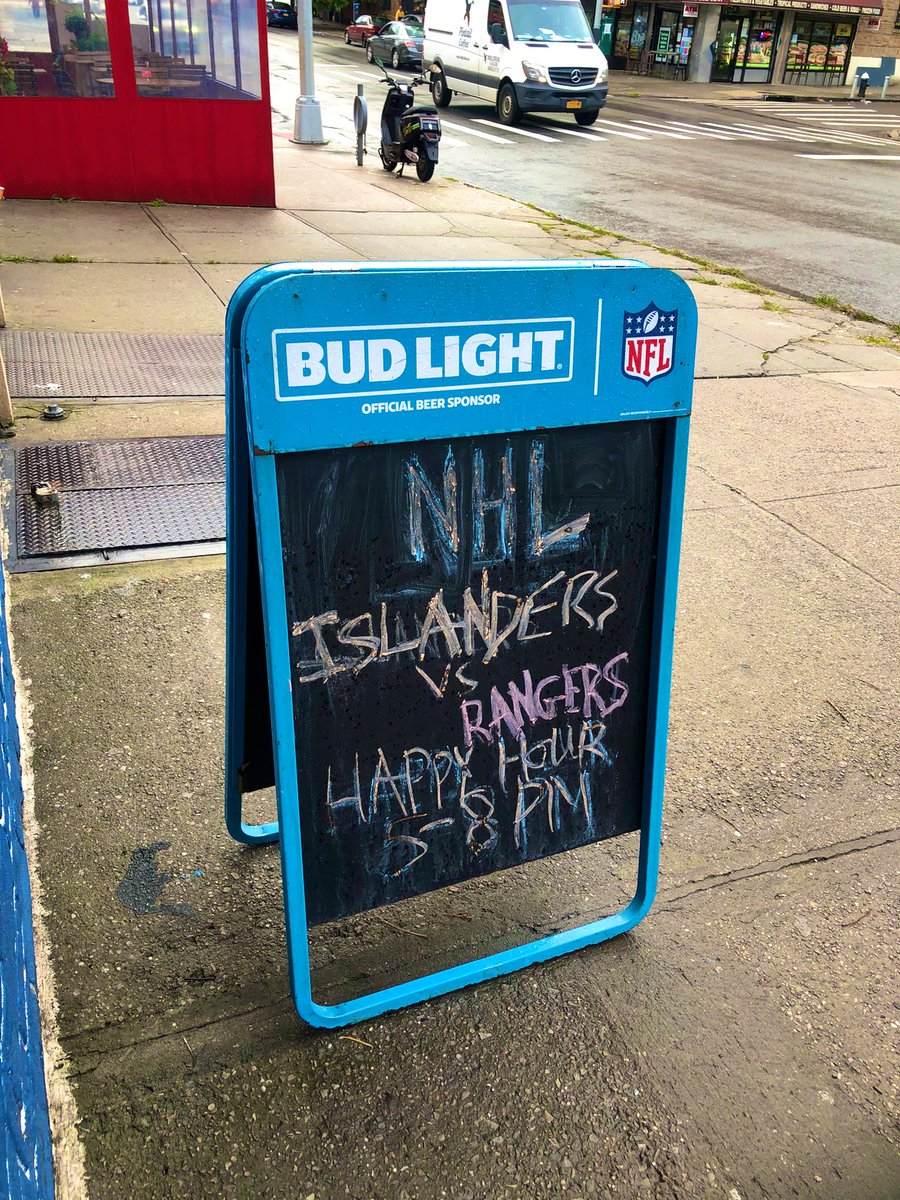 BUD LIGHT
OFFICIAL BEER SPONSOR
NFL
NHL
ISLANDERS
VS
RANGERS
HAPPY HOUR
5-8 PM